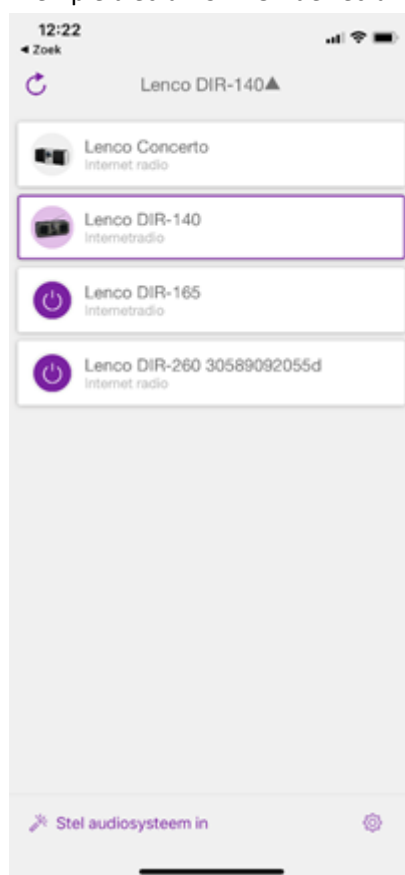 12:22
◀ Zoek
Lenco DIR-140▲
Lenco Concerto
Internet radio
Lenco DIR-140
Internetradio
Lenco DIR-165
Internetradio
Lenco DIR-260 30589092055d
Internet radio
Stel audiosysteem in